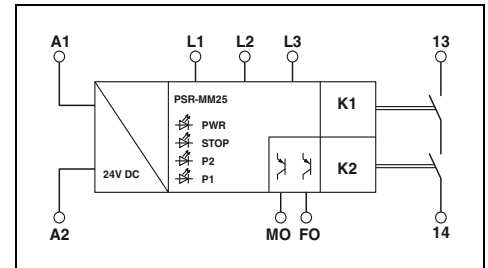 A1 L1 L2 L3 13
PSR-MM25 K1
PWR
STOP
P2 K2
24V DC P1
A2 MO FO 14